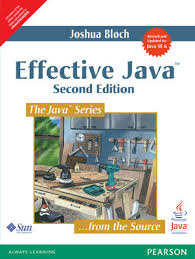 Joshua Bloch
Revised and
Updated for
Java SE 6
Effective Java™
Second Edition
The Java™ Series
...from the Source
Sun
Java
ALWAYS LEARNING
PEARSON